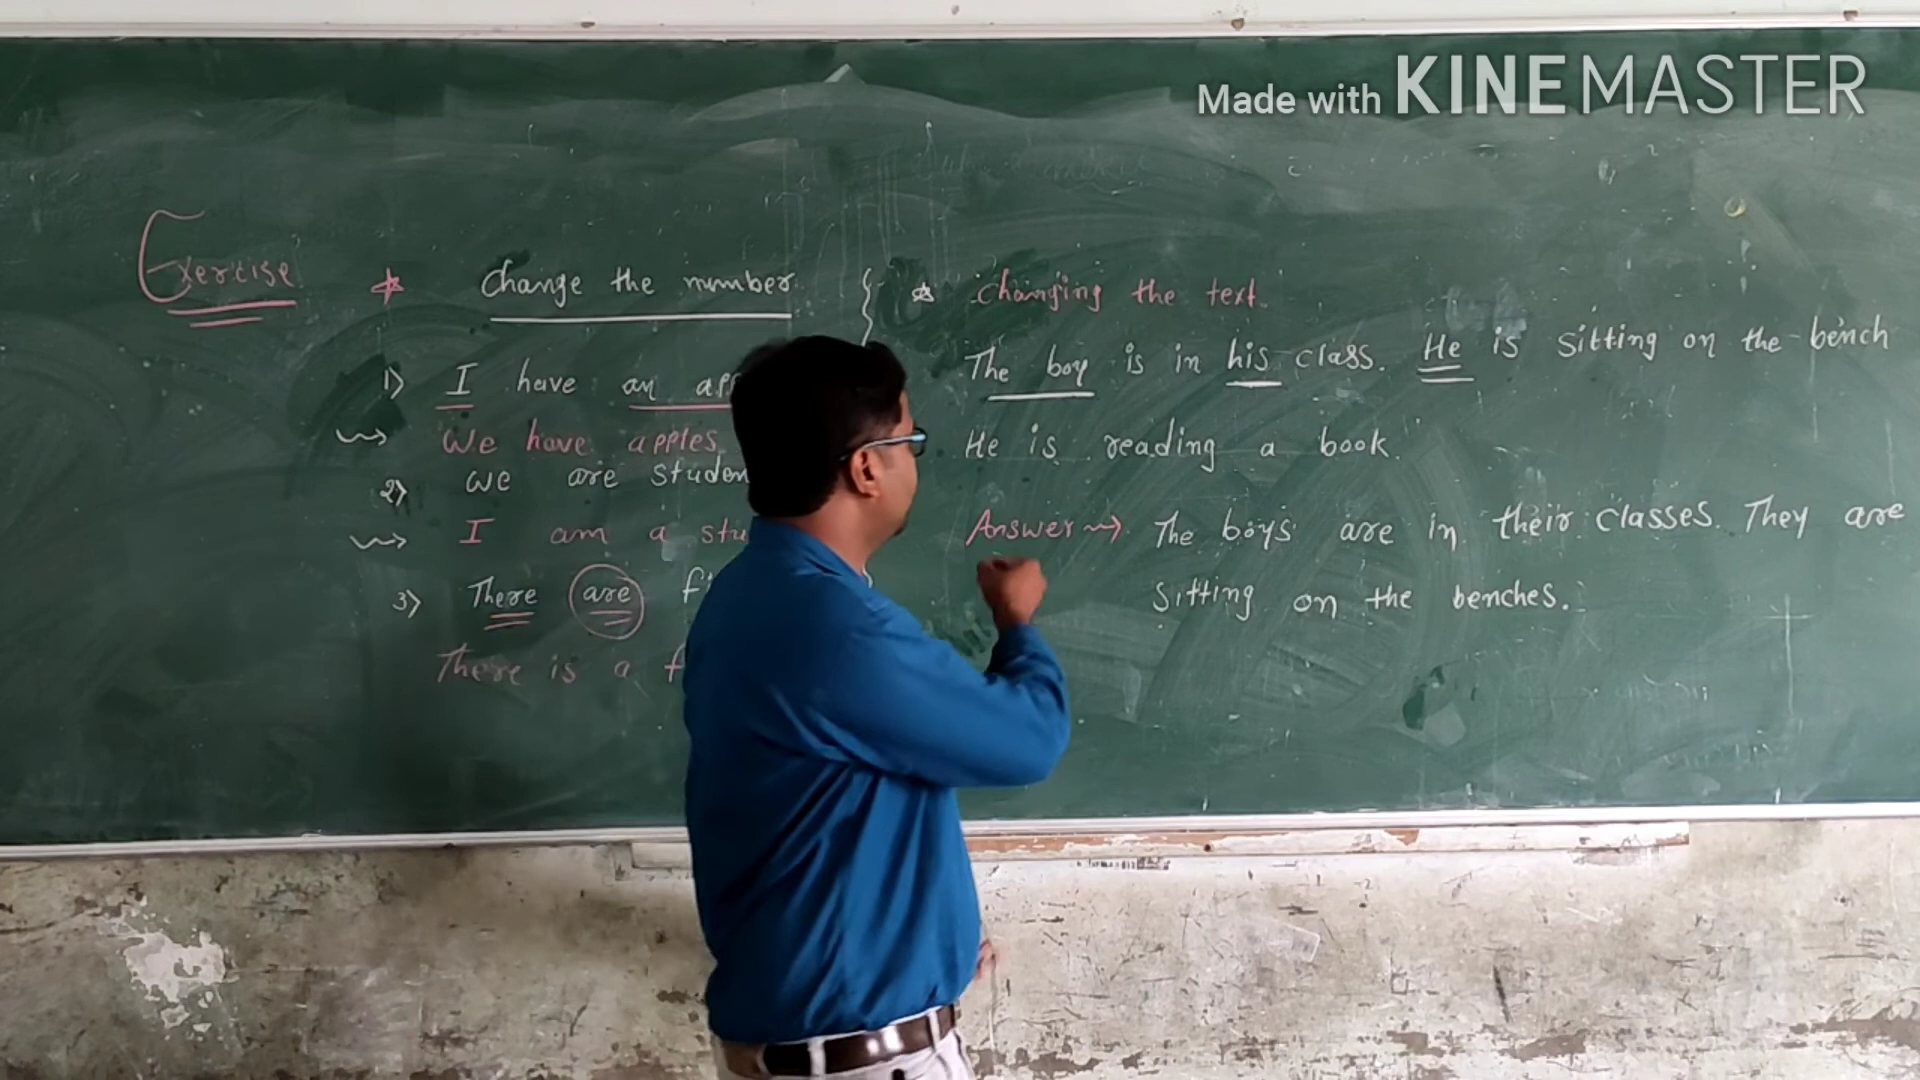 Made with KINEMASTER
Exercise
Change the number
1) I have an
We have apples
2) We are
I am a
3) There are
There is a
changing the text.
The boy is in his class. He is sitting on the bench
He is reading a book.
Answer → The boys are in their classes. They are
sitting on the benches.